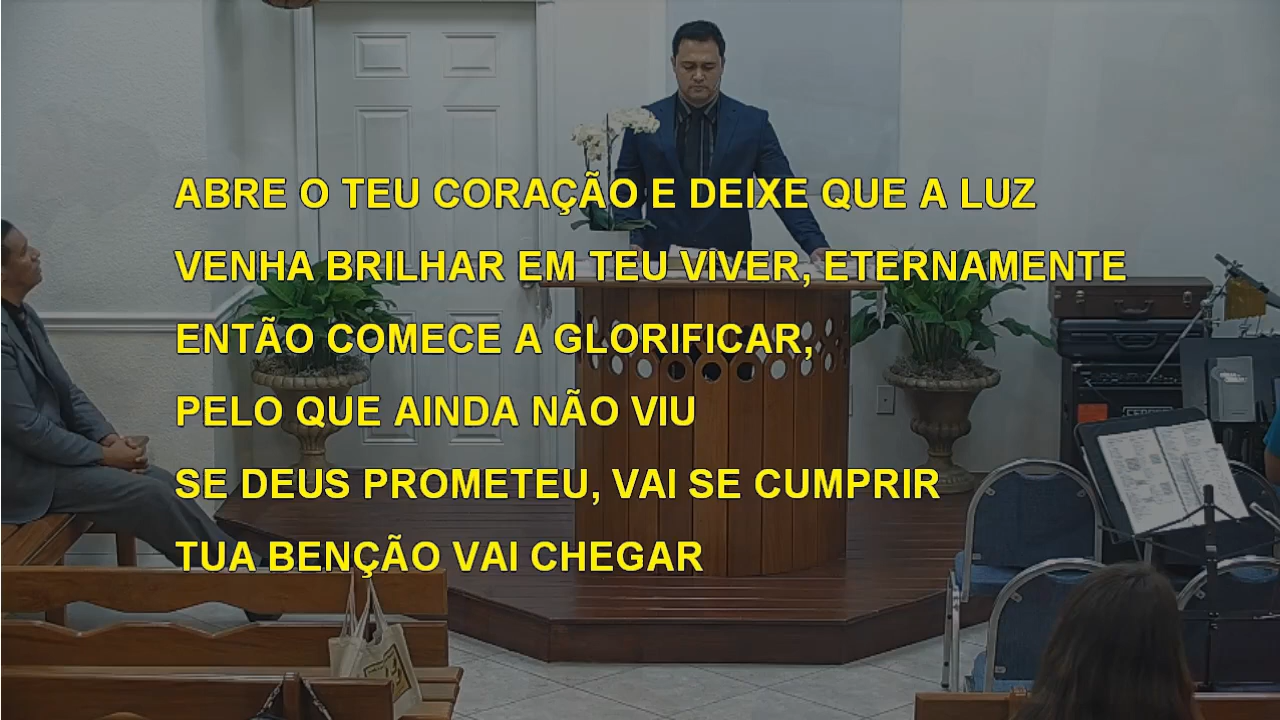 ABRE O TEU CORAÇÃO E DEIXE QUE A LUZ
VENHA BRILHAR EM TEU VIVER, ETERNAMENTE
ENTÃO COMECE A GLORIFICAR,
PELO QUE AINDA NÃO VIU
SE DEUS PROMETEU, VAI SE CUMPRIR
TUA BENÇÃO VAI CHEGAR